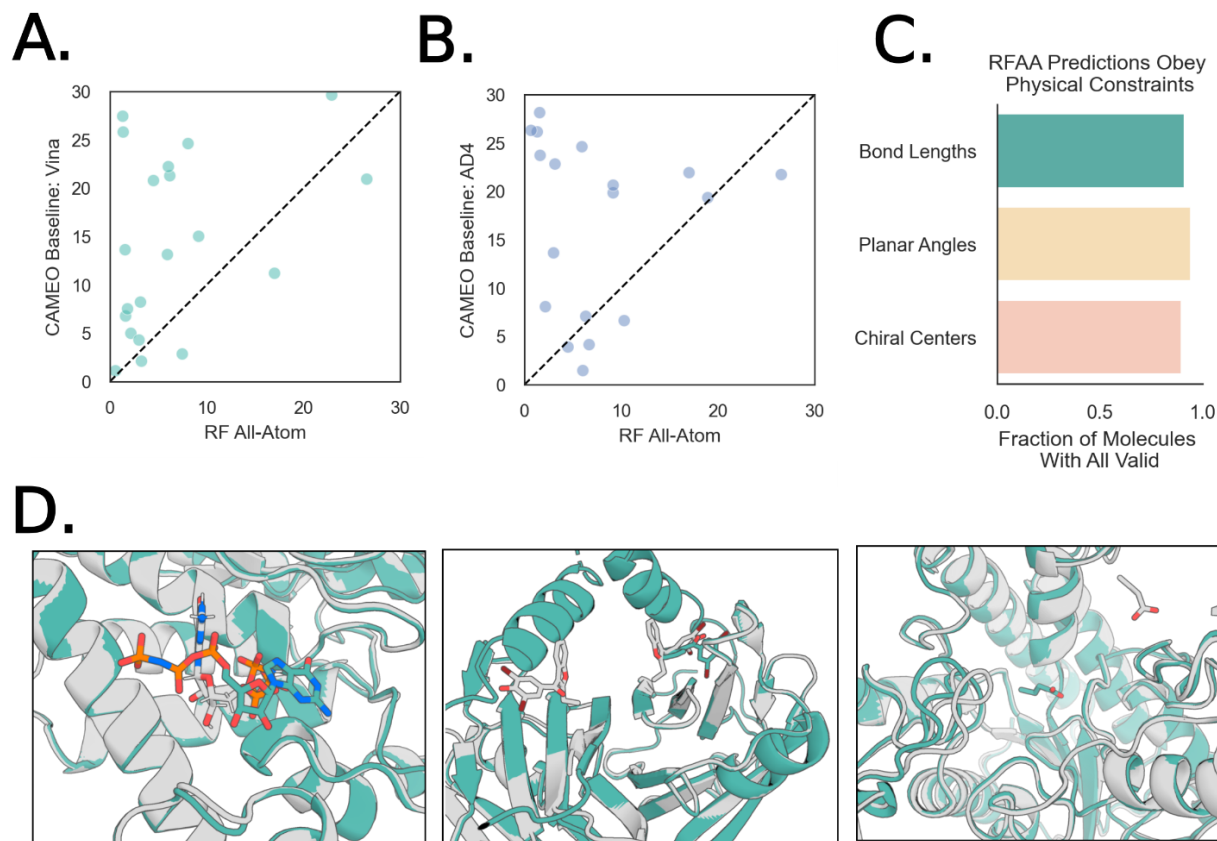 A.
B.
C.
CAMEO Baseline: Vina
30
25
20
15
10
5
0
0 10 20 30
RF All-Atom
CAMEO Baseline: AD4
30
25
20
15
10
5
0
0 10 20 30
RF All-Atom
RFAA Predictions Obey
Physical Constraints
Bond Lengths
Planar Angles
Chiral Centers
0.0 0.5 1.0
Fraction of Molecules
With All Valid
D.